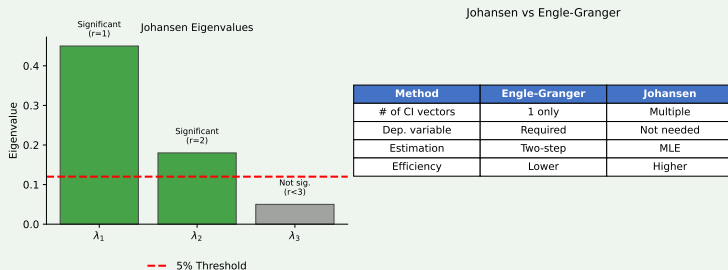 Johansen Eigenvalues
Significant
(r=1)
Significant
(r=2)
Not sig.
(r<3)
Eigenvalue
0.4
0.3
0.2
0.1
0.0
λ₁ λ₂ λ₃
5% Threshold
Johansen vs Engle-Granger
Method Engle-Granger Johansen
# of CI vectors 1 only Multiple
Dep. variable Required Not needed
Estimation Two-step MLE
Efficiency Lower Higher